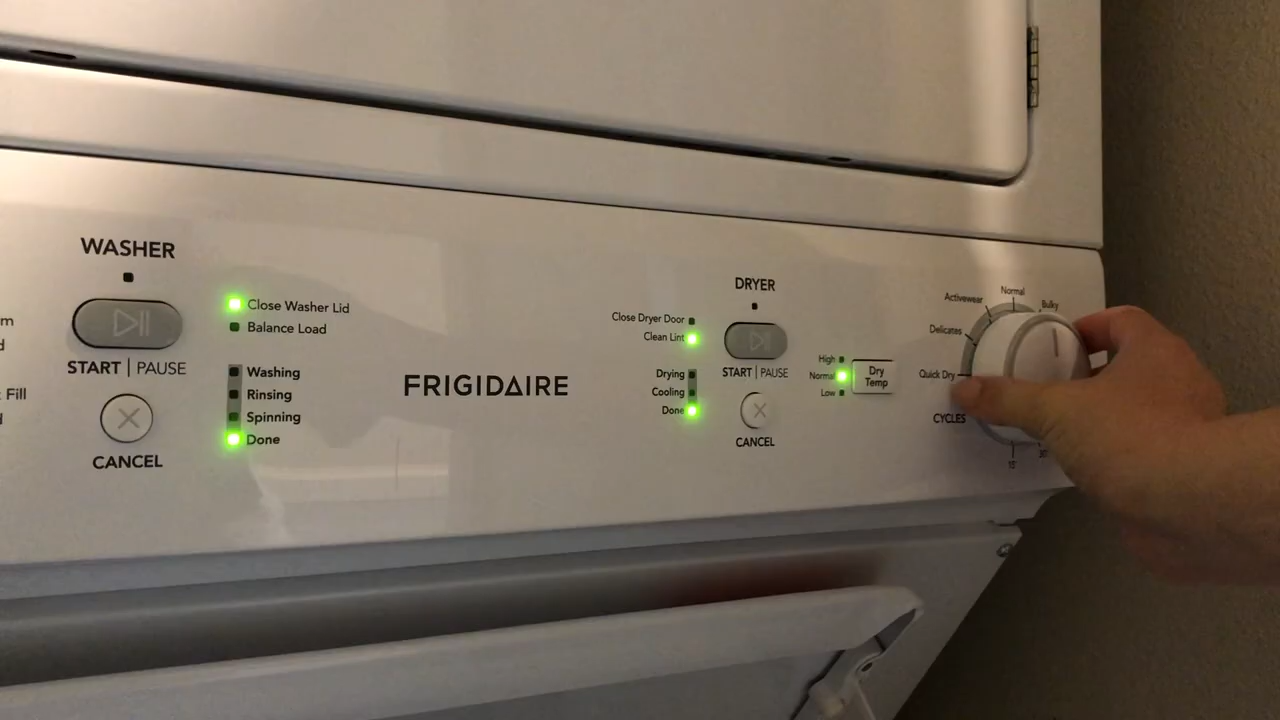 WASHER
m
d
Fill
START | PAUSE
CANCEL
Close Washer Lid
Balance Load
Washing
Rinsing
Spinning
Done
FRIGIDAIRE
DRYER
Close Dryer Door
Clean Lint
Drying
Cooling
Done
START | PAUSE
CANCEL
High
Normal
Low
Dry
Temp
Normal
Activewear
Bulky
Delicates
Quick Dry
CYCLES
15'
30'